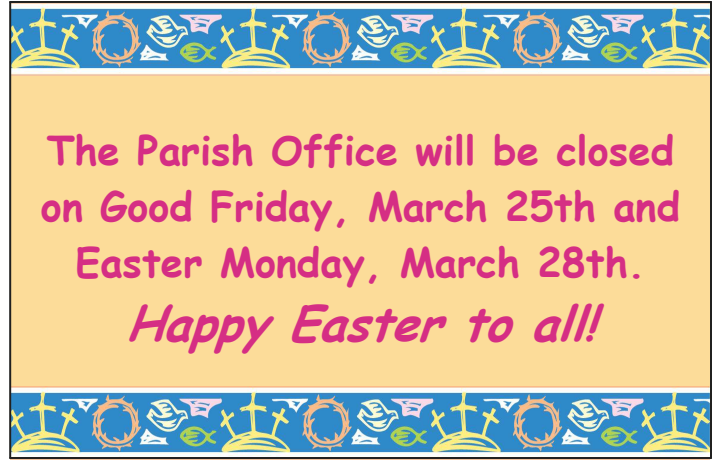 The Parish Office will be closed
on Good Friday, March 25th and
Easter Monday, March 28th.
Happy Easter to all!